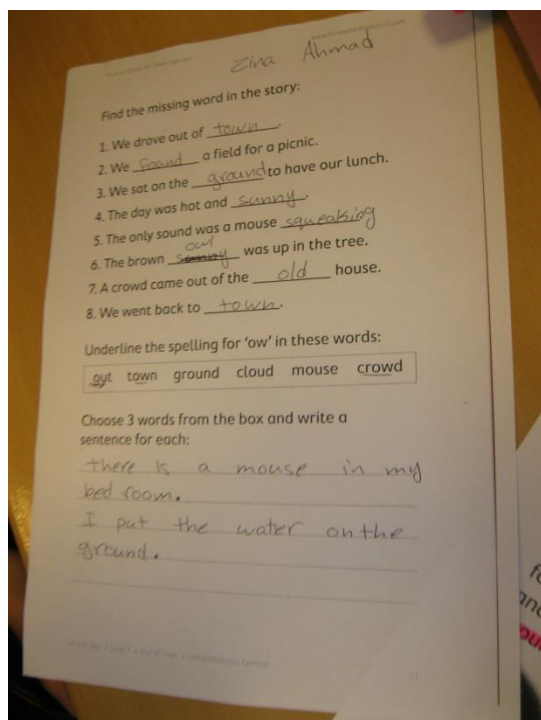 Zina Ahmad
Find the missing word in the story:
1. We drove out of town.
2. We found a field for a picnic.
3. We sat on the ground to have our lunch.
4. The day was hot and sunny.
5. The only sound was a mouse squeaking
6. The brown owl was up in the tree.
7. A crowd came out of the old house.
8. We went back to town.
Underline the spelling for 'ow' in these words:
out town ground cloud mouse crowd
Choose 3 words from the box and write a
sentence for each:
there is a mouse in my
bed room.
I put the water on the
ground.